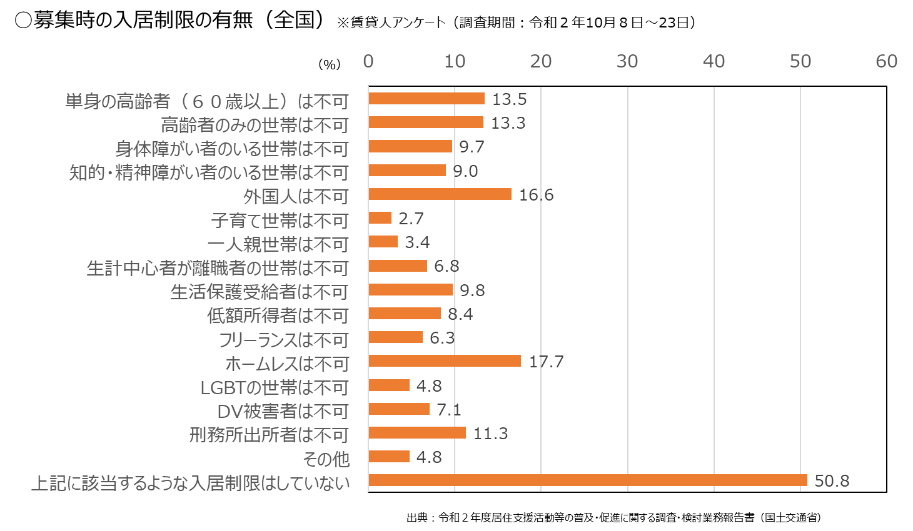 ○募集時の入居制限の有無（全国）※賃貸人アンケート（調査期間：令和２年10月８日～23日）
（%） 0 10 20 30 40 50 60
単身の高齢者（６０歳以上）は不可 13.5
高齢者のみの世帯は不可 13.3
身体障がい者のいる世帯は不可 9.7
知的・精神障がい者のいる世帯は不可 9.0
外国人は不可 16.6
子育て世帯は不可 2.7
一人親世帯は不可 3.4
生計中心者が離職者の世帯は不可 6.8
生活保護受給者は不可 9.8
低額所得者は不可 8.4
フリーランスは不可 6.3
ホームレスは不可 17.7
LGBTの世帯は不可 4.8
DV被害者は不可 7.1
刑務所出所者は不可 11.3
その他 4.8
上記に該当するような入居制限はしていない 50.8
出典：令和２年度居住支援活動等の普及・促進に関する調査・検討業務報告書（国土交通省）